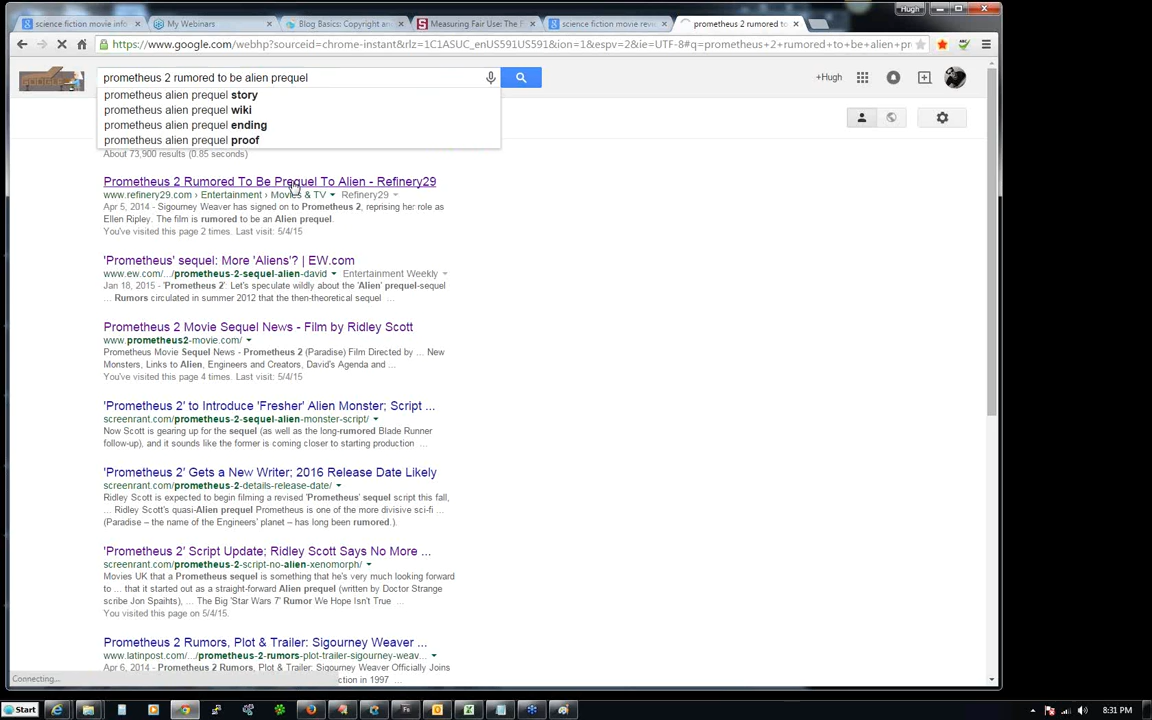 Hugh
science fiction movie info
My Webinars
Blog Basics: Copyright an
Measuring Fair Use: The F
science fiction movie revi
prometheus 2 rumored to
https://www.google.com/webhp?sourceid=chrome-instant&rlz=1C1ASUC_enUS591US591&ion=1&espv=2&ie=UTF-8#q=prometheus+2+rumored+to+be+alien+pr
prometheus 2 rumored to be alien prequel
+Hugh
prometheus alien prequel story
prometheus alien prequel wiki
prometheus alien prequel ending
prometheus alien prequel proof
About 73,900 results (0.85 seconds)
Prometheus 2 Rumored To Be Prequel To Alien - Refinery29
www.refinery29.com › Entertainment › Movies & TV ▾ Refinery29 ▾
Apr 5, 2014 - Sigourney Weaver has signed on to Prometheus 2, reprising her role as
Ellen Ripley. The film is rumored to be an Alien prequel.
You've visited this page 2 times. Last visit: 5/4/15
'Prometheus' sequel: More 'Aliens'? | EW.com
www.ew.com/.../prometheus-2-sequel-alien-david ▾ Entertainment Weekly ▾
Jan 18, 2015 - 'Prometheus 2': Let's speculate wildly about the 'Alien' prequel-sequel
... Rumors circulated in summer 2012 that the then-theoretical sequel ...
Prometheus 2 Movie Sequel News - Film by Ridley Scott
www.prometheus2-movie.com/ ▾
Prometheus Movie Sequel News - Prometheus 2 (Paradise) Film Directed by ... New
Monsters, Links to Alien, Engineers and Creators, David's Agenda and ...
You've visited this page 4 times. Last visit: 5/4/15
'Prometheus 2' to Introduce 'Fresher' Alien Monster; Script ...
screenrant.com/prometheus-2-sequel-alien-monster-script/ ▾
Now Scott is gearing up for the sequel (as well as the long-rumored Blade Runner
follow-up), and it sounds like the former is coming closer to starting production ...
'Prometheus 2' Gets a New Writer; 2016 Release Date Likely
screenrant.com/prometheus-2-details-release-date/ ▾
Ridley Scott is expected to begin filming a revised 'Prometheus' sequel script this fall,
... Ridley Scott's quasi-Alien prequel Prometheus is one of the more divisive sci-fi ...
(Paradise – the name of the Engineers' planet – has long been rumored.).
'Prometheus 2' Script Update; Ridley Scott Says No More ...
screenrant.com/prometheus-2-script-no-alien-xenomorph/ ▾
Movies UK that a Prometheus sequel is something that he's very much looking forward
to ... that it started out as a straight-forward Alien prequel (written by Doctor Strange
scribe Jon Spaihts), ... The Big 'Star Wars 7' Rumor We Hope Isn't True ...
You visited this page on 5/4/15.
Prometheus 2 Rumors, Plot & Trailer: Sigourney Weaver ...
www.latinpost.com/.../prometheus-2-rumors-plot-trailer-sigourney-weav... ▾
Apr 6, 2014 - Prometheus 2 Rumors, Plot & Trailer: Sigourney Weaver Officially Joins
Connecting...
ction in 1997 ...
Start
8:31 PM